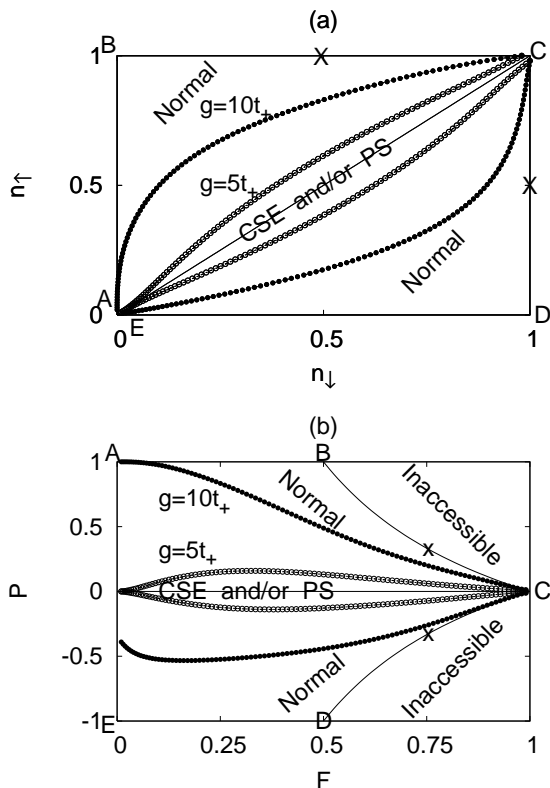 (a)
B
X
C
1
Normal
g=10t+
n↑
g=5t+
CSE and/or PS
0.5
X
Normal
A
0
E
D
0
0.5
1
n↓
(b)
A
B
1
Normal
Inaccessible
g=10t+
0.5
g=5t+
x
P
0
CSE and/or PS
C
-0.5
x
Normal
Inaccessible
-1
E
D
0
0.25
0.5
0.75
1
F